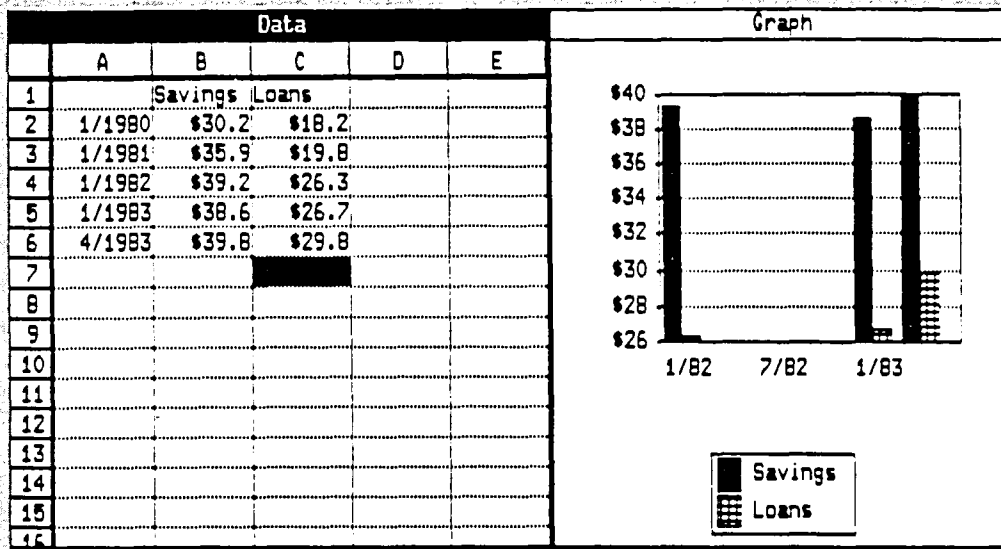 Data
A B C D E
1 Savings Loans
2 1/1980 $30.2 $18.2
3 1/1981 $35.9 $19.8
4 1/1982 $39.2 $26.3
5 1/1983 $38.6 $26.7
6 4/1983 $39.8 $29.8
7
8
9
10
11
12
13
14
15
16
Graph
$40
$38
$36
$34
$32
$30
$28
$26
1/82 7/82 1/83
Savings
Loans